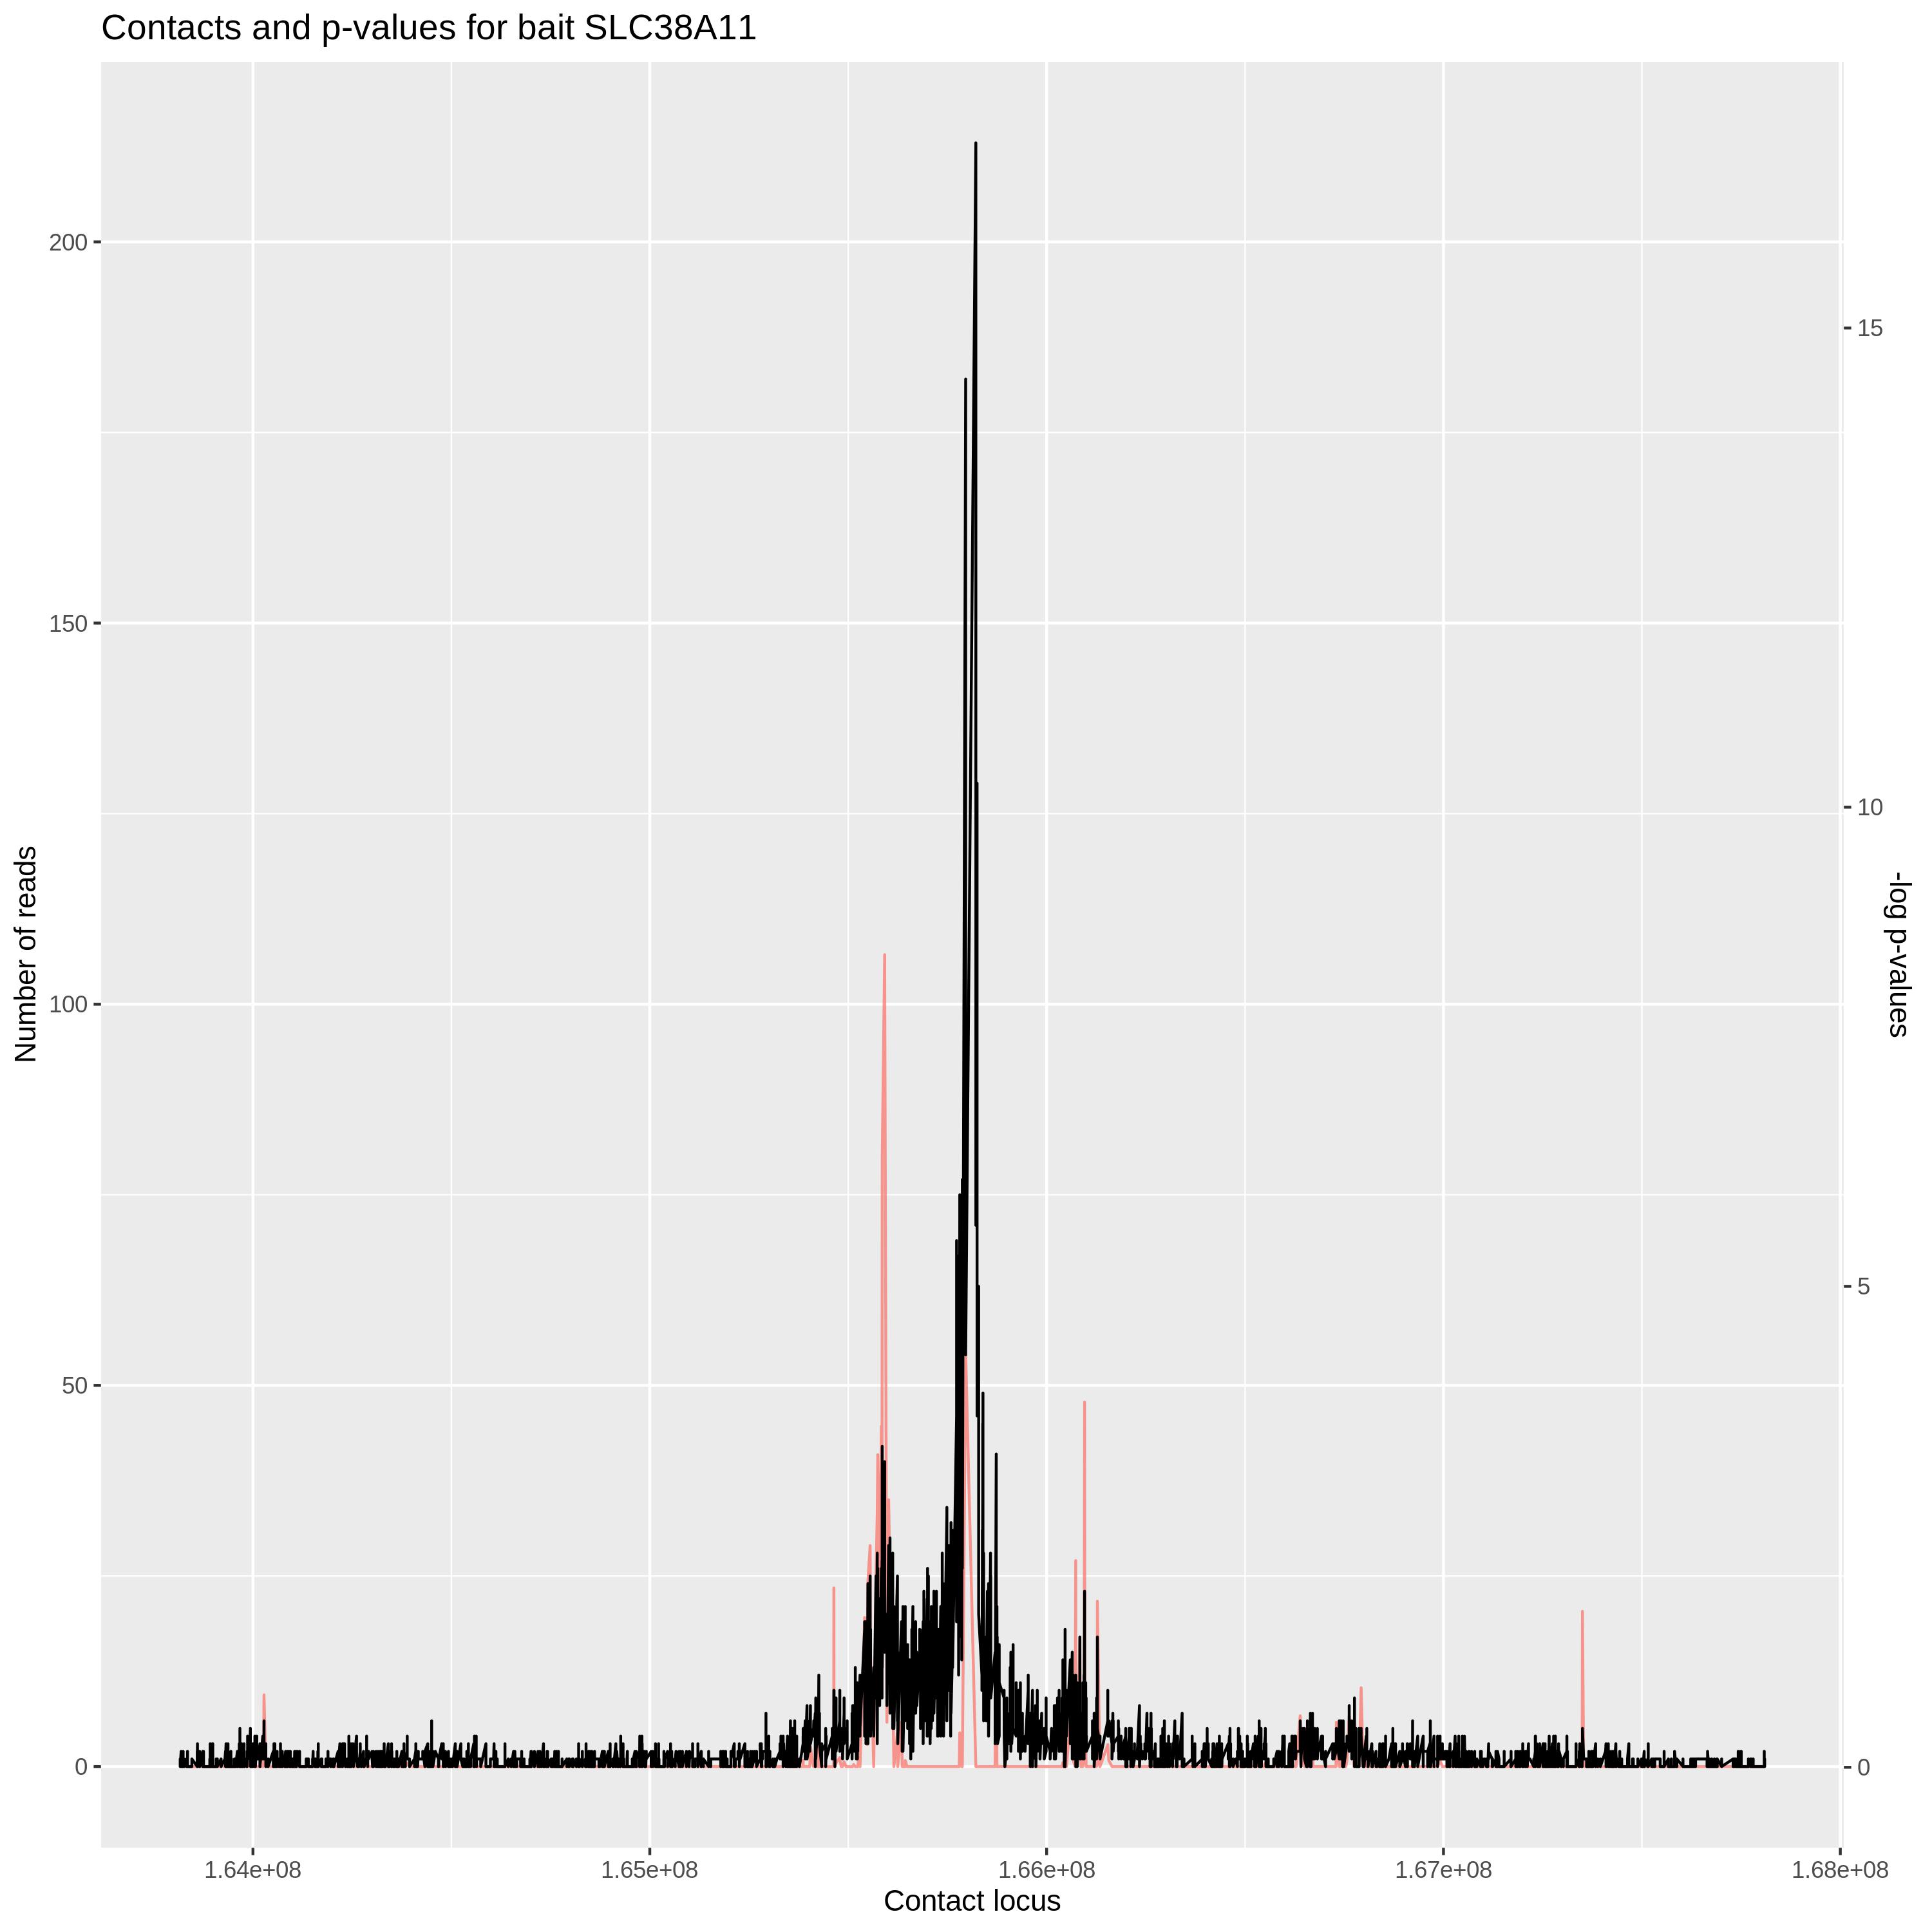 Contacts and p-values for bait SLC38A11
Number of reads
200
150
100
50
0
15
10
5
0
-log p-values
1.64e+08
1.65e+08
1.66e+08
1.67e+08
1.68e+08
Contact locus